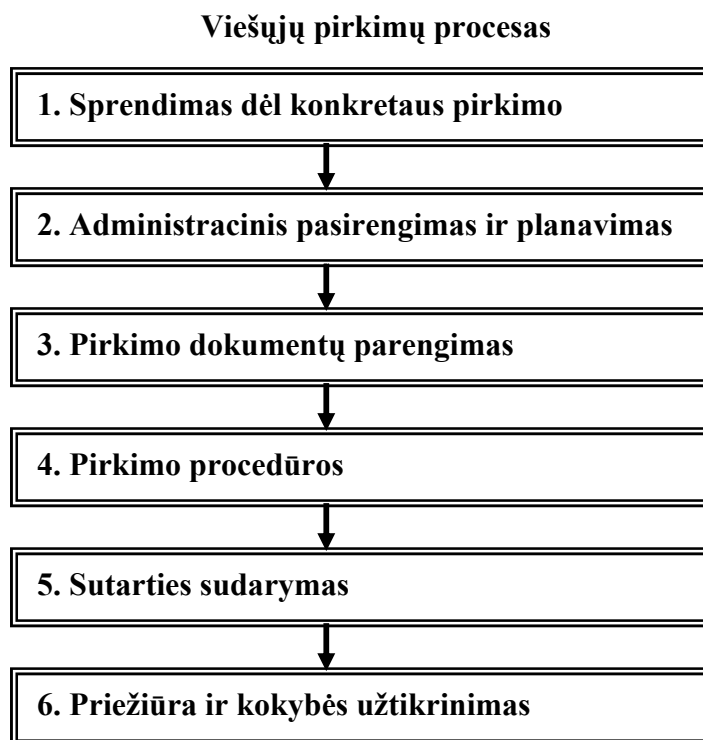 Viešųjų pirkimų procesas
1. Sprendimas dėl konkretaus pirkimo
2. Administracinis pasirengimas ir planavimas
3. Pirkimo dokumentų parengimas
4. Pirkimo procedūros
5. Sutarties sudarymas
6. Priežiūra ir kokybės užtikrinimas